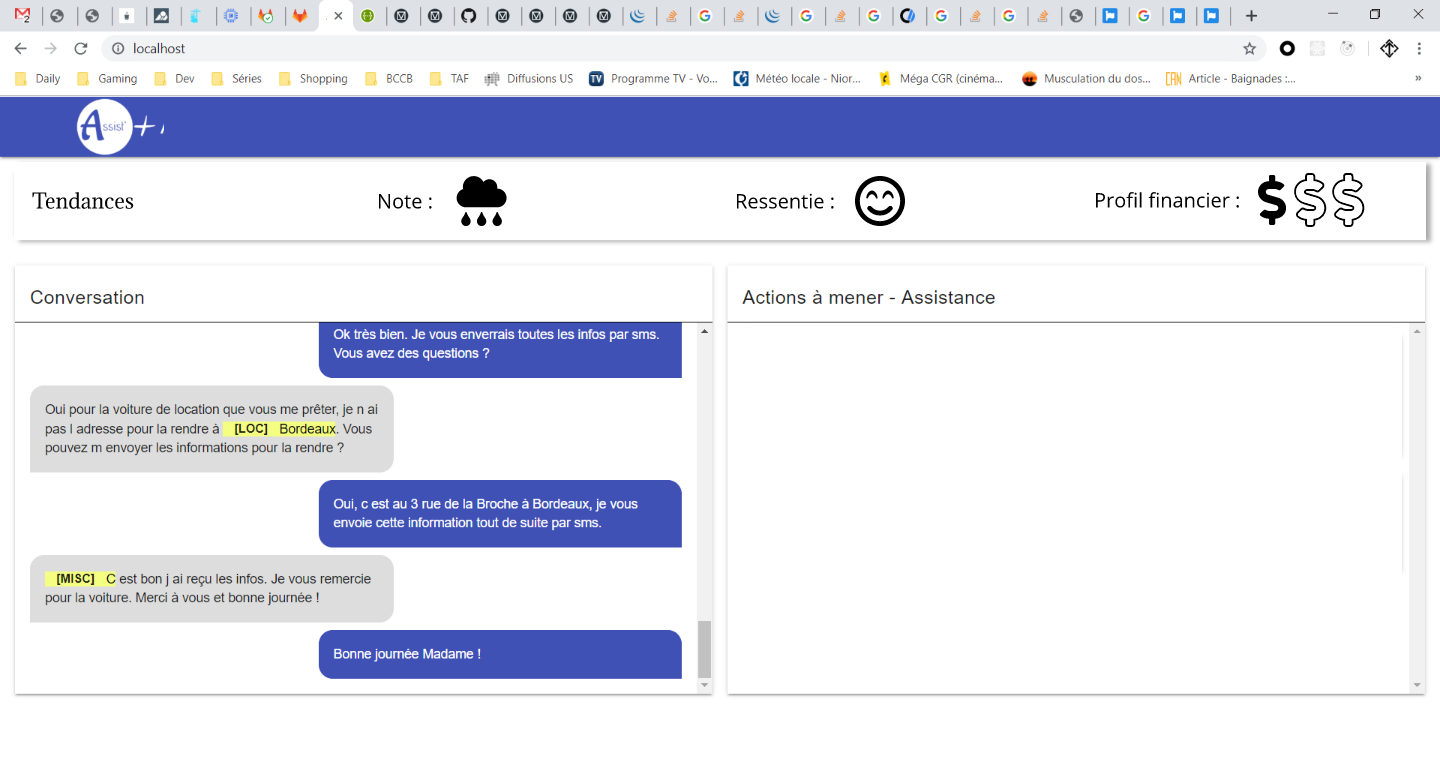 localhost
Daily
Gaming
Dev
Séries
Shopping
BCCB
TAF
Diffusions US
Programme TV - Vo...
Météo locale - Nior...
Méga CGR (cinéma...
Musculation du dos...
Article - Baignades :...
»
Assist' +
Tendances
Note :
Ressentie :
Profil financier :
Conversation
Ok très bien. Je vous enverrais toutes les infos par sms.
Vous avez des questions ?
Oui pour la voiture de location que vous me prêter, je n ai
pas l adresse pour la rendre à [LOC] Bordeaux. Vous
pouvez m envoyer les informations pour la rendre ?
Oui, c est au 3 rue de la Broche à Bordeaux, je vous
envoie cette information tout de suite par sms.
[MISC] C est bon j ai reçu les infos. Je vous remercie
pour la voiture. Merci à vous et bonne journée !
Bonne journée Madame !
Actions à mener - Assistance